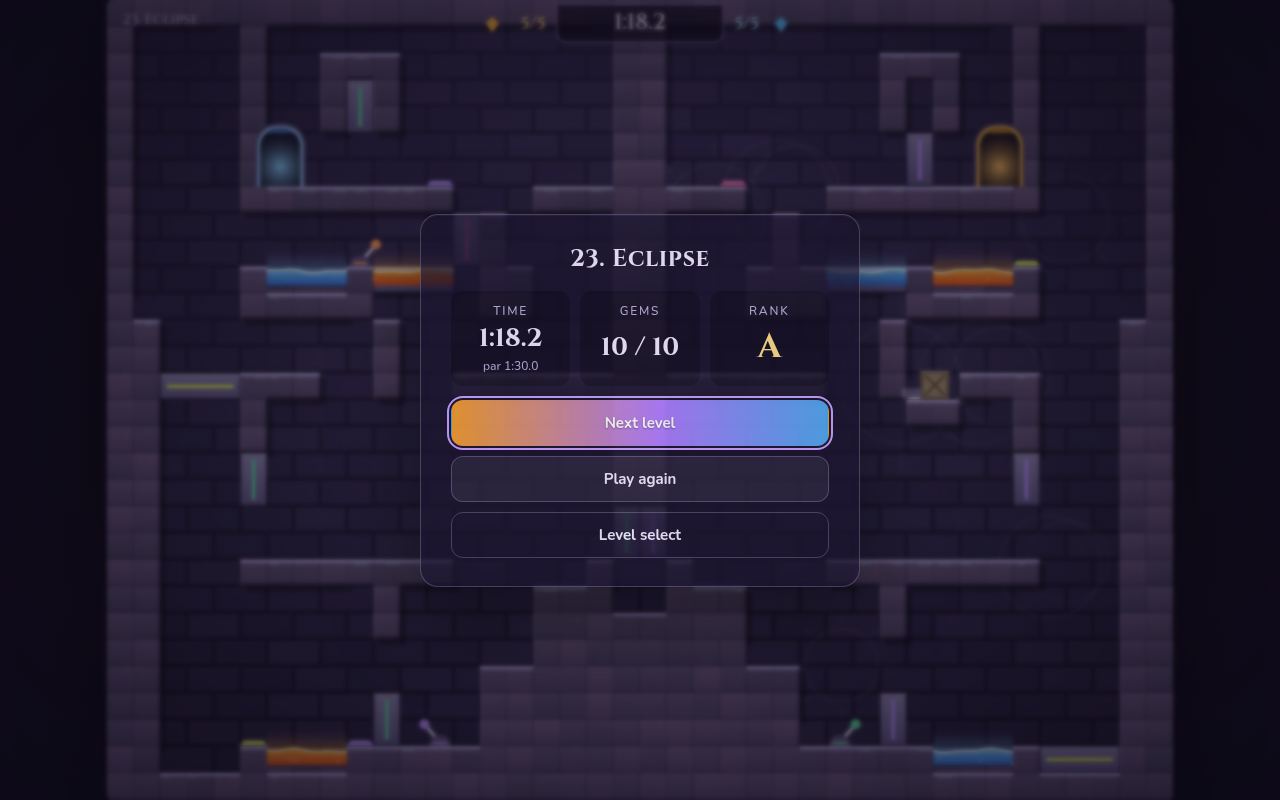 23 ECLIPSE
5/5 1:18.2 5/5
23. Eclipse
TIME
1:18.2
par 1:30.0
GEMS
10 / 10
RANK
A
Next level
Play again
Level select